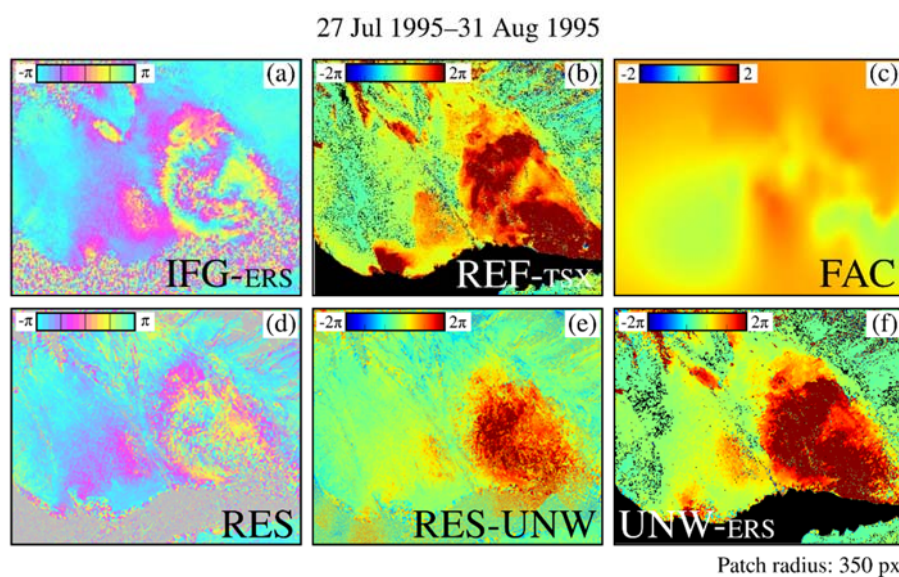 27 Jul 1995–31 Aug 1995
-π π (a)
IFG-ERS
-2π 2π (b)
REF-TSX
-2 2 (c)
FAC
-π π (d)
RES
-2π 2π (e)
RES-UNW
-2π 2π (f)
UNW-ERS
Patch radius: 350 px